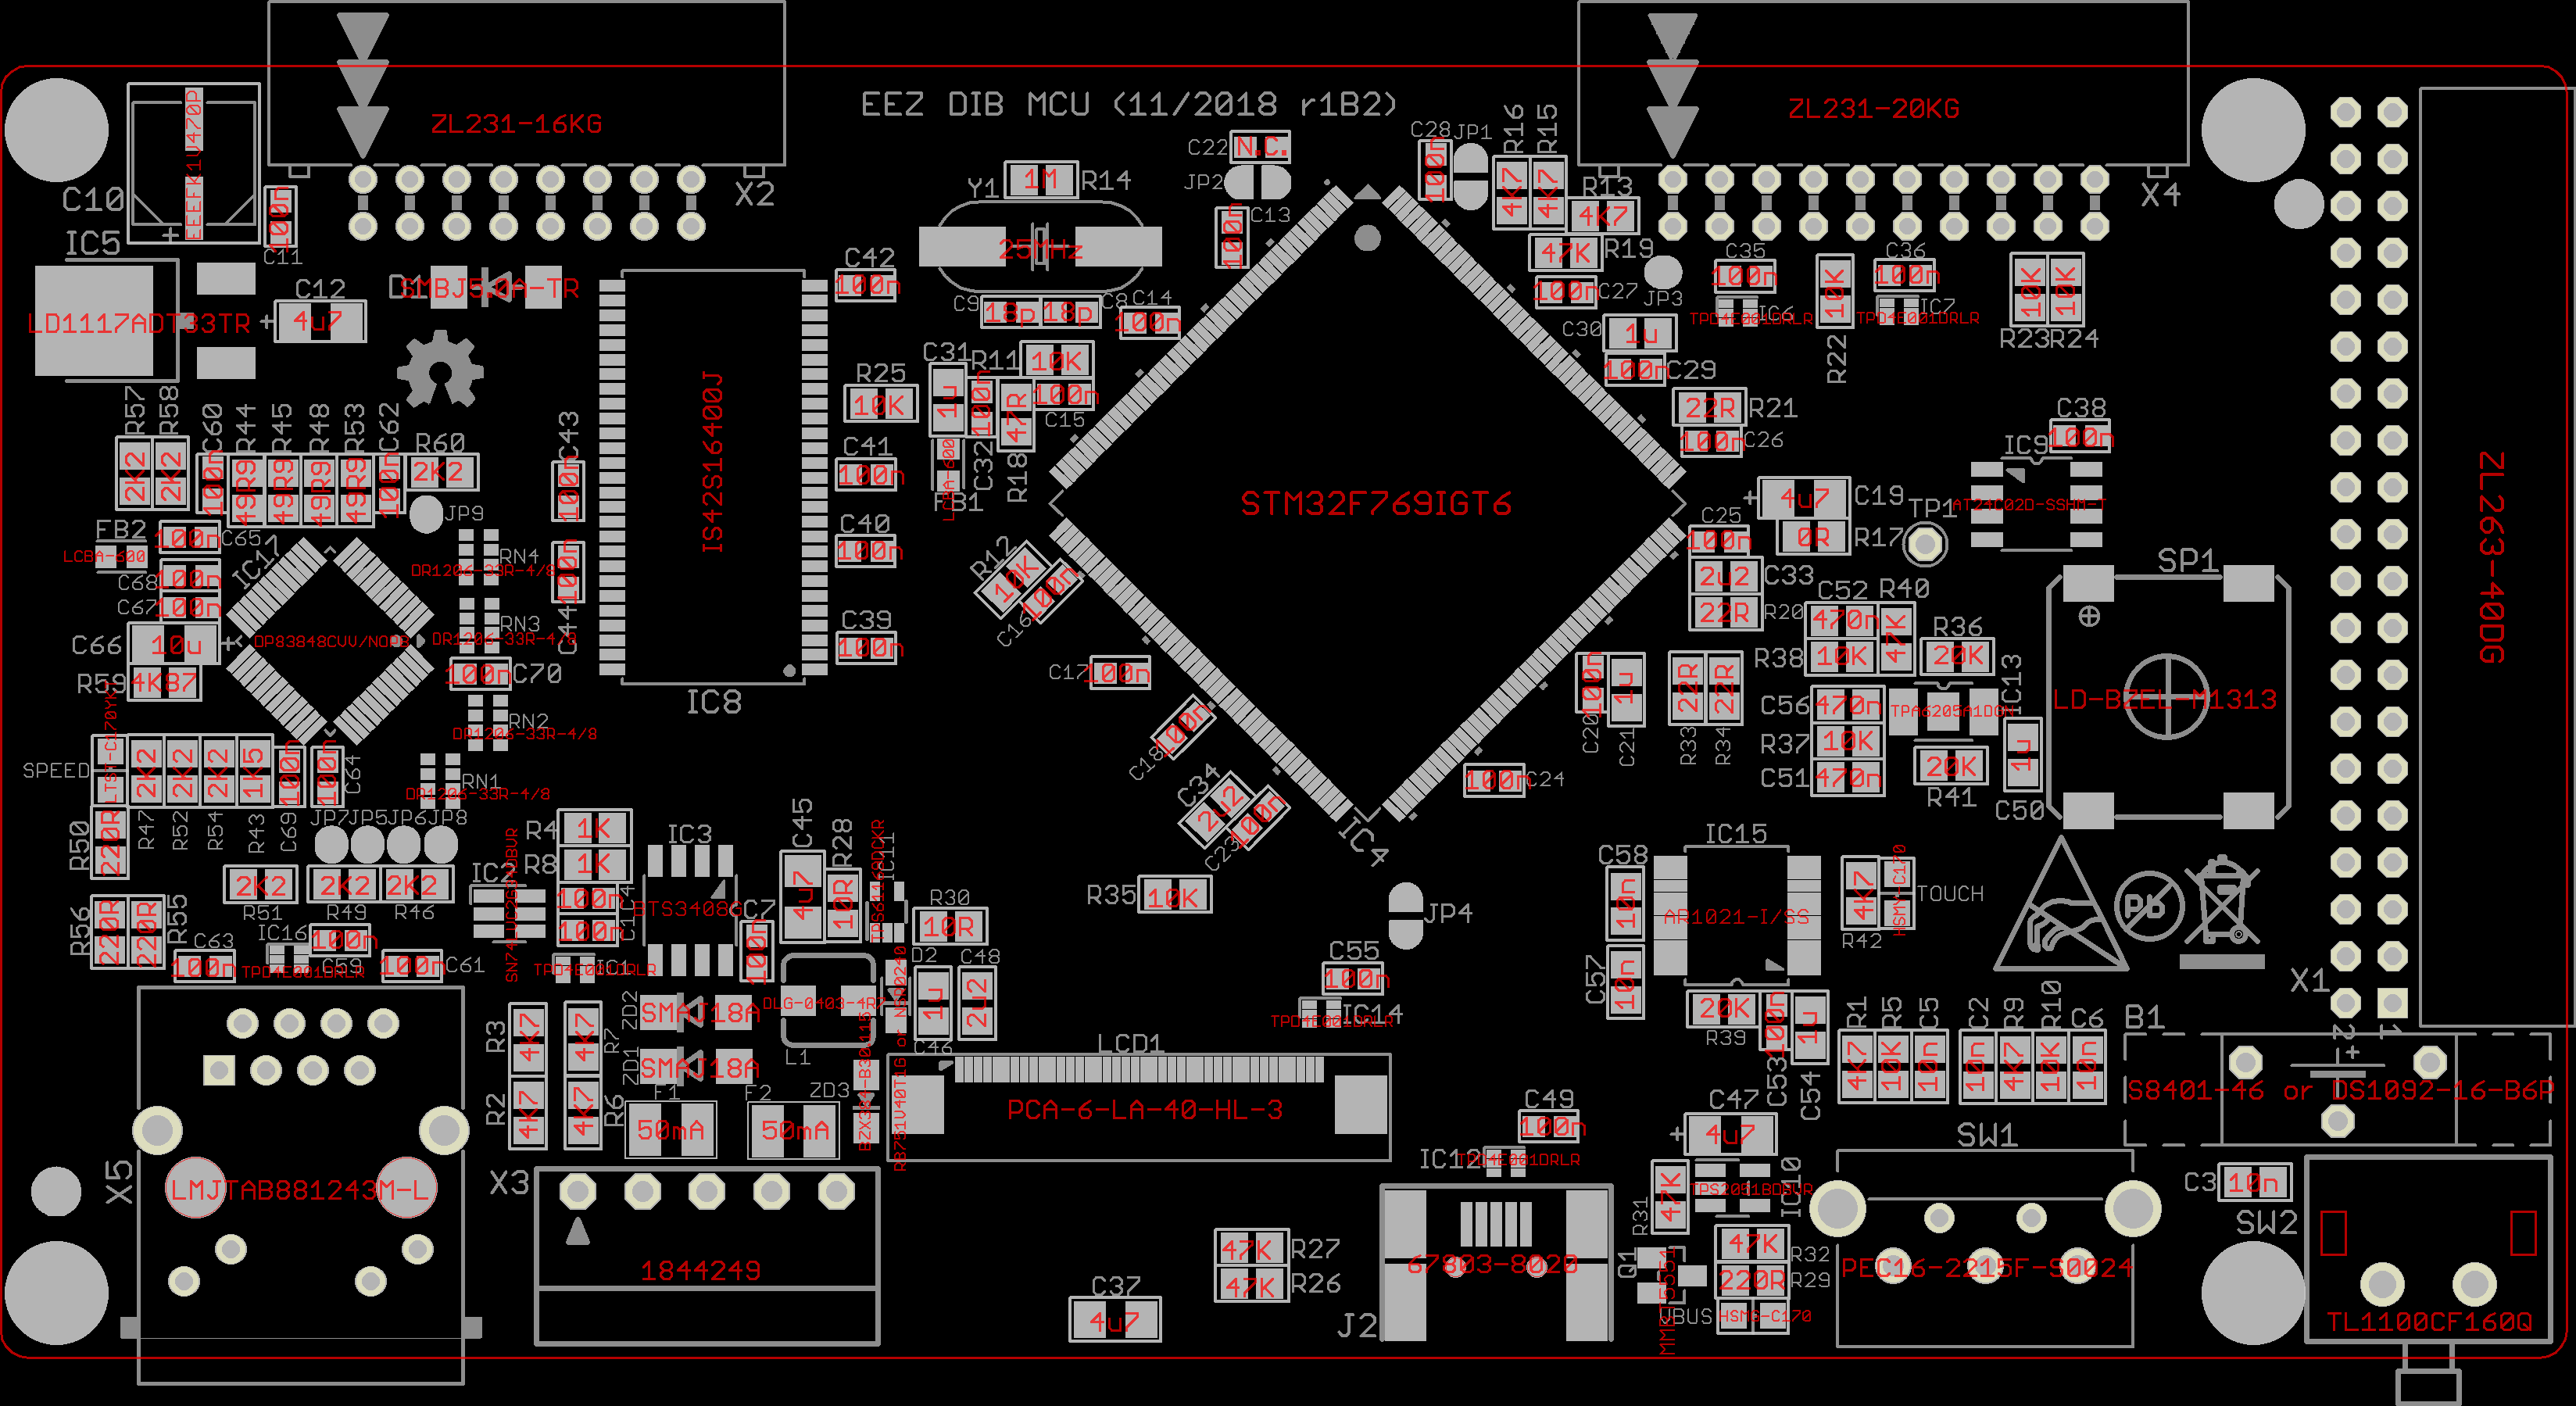 EEZ DIB MCU (11/2018 r1B2)
ZL231-16KG
X2
ZL231-20KG
X4
EEEFK1V470P
C10
IC5
100n
C11
LD1117ADT33TR
C12
4u7
D1
SMBJ5.0A-TR
C42
100n
Y1
1M
R14
25MHz
C9
18p
18p
C8
C14
100n
C22
N.C.
JP2
C13
100n
C28
JP1
100n
R16
R15
4K7
4K7
R13
4K7
47K
R19
100n
C27
JP3
C30
1u
100n
C29
C35
100n
IC6
TPD4E001DRLR
10K
R22
C36
100n
IC7
TPD4E001DRLR
10K
10K
R23
R24
22R
R21
100n
C26
C38
100n
IC9
AT24C02D-SSHM-T
ZL263-40DG
R57
R58
2K2
2K2
C60
R44
R45
R48
R53
C62
100n
49R9
49R9
49R9
49R9
100n
R60
2K2
JP9
C43
100n
IS42S16400J
R25
10K
C31
1u
R11
10K
100n
C32
47R
R18
100n
C15
LCBA-600
FB1
C41
100n
C40
100n
C39
100n
STM32F769IGT6
4u7
C19
0R
R17
TP1
C25
100n
2u2
C33
22R
R20
SP1
LD-BZEL-M1313
FB2
LCBA-600
100n
C65
100n
C68
100n
C67
IC17
DP83848CVV/NOPB
C66
10u
R59
4K87
RN4
DR1206-33R-4/8
RN3
DR1206-33R-4/8
100n
C44
100n
C70
RN2
DR1206-33R-4/8
RN1
DR1206-33R-4/8
IC8
R12
10K
100n
C16
C17
100n
100n
C18
C34
2u2
100n
C23
IC4
100n
C24
100n
C20
1u
C21
22R
22R
R33
R34
C52
470n
R40
47K
R38
10K
R36
20K
C56
470n
R37
10K
C51
470n
IC13
TPA6205A1DGN
20K
R41
1u
C50
SPEED
LTST-C170YKT
2K2
2K2
2K2
1K5
100n
100n
R47
R52
R54
R43
C69
C64
JP7
JP5
JP6
JP8
R50
220R
2K2
R51
2K2
R49
2K2
R46
R56
220R
220R
R55
C63
100n
IC16
TPD4E001DRLR
100n
C59
100n
C61
R4
1K
R8
1K
IC2
100n
C4
100n
C1
IC1
TPD4E001DRLR
IC3
BTS3408G
C7
100n
C45
4u7
R28
10R
IC11
R30
10R
D2
C48
1u
C46
2u2
DLG-0403-4R7
L1
R35
10K
JP4
C55
100n
IC14
TPD4E001DRLR
C58
10n
C57
10n
IC15
AR1021-I/SS
4K7
R42
HSMY-C170
TOUCH
Pb
20K
R39
100n
C53
1u
C54
R1
R5
C5
C2
R9
R10
C6
4K7
10K
10n
10n
4K7
10K
10n
X1
2
1
B1
S8401-46 or DS1092-16-B6P
R3
4K7
R7
4K7
R2
4K7
R6
4K7
ZD2
SMAJ18A
ZD1
SMAJ18A
F1
50mA
F2
50mA
ZD3
BZX384-B30,115
RB751V40T1G or NSR0240
LCD1
PCA-6-LA-40-HL-3
X5
LMJTAB881243M-L
X3
1844249
C37
4u7
47K
R27
47K
R26
C49
100n
IC12
TPD4E001DRLR
J2
67803-8020
C47
4u7
IC10
TPS2051BDBVR
R31
47K
47K
R32
220R
R29
Q1
HSMG-C170
SW1
PEC16-2215F-S0024
C3
10n
SW2
TL1100CF160Q